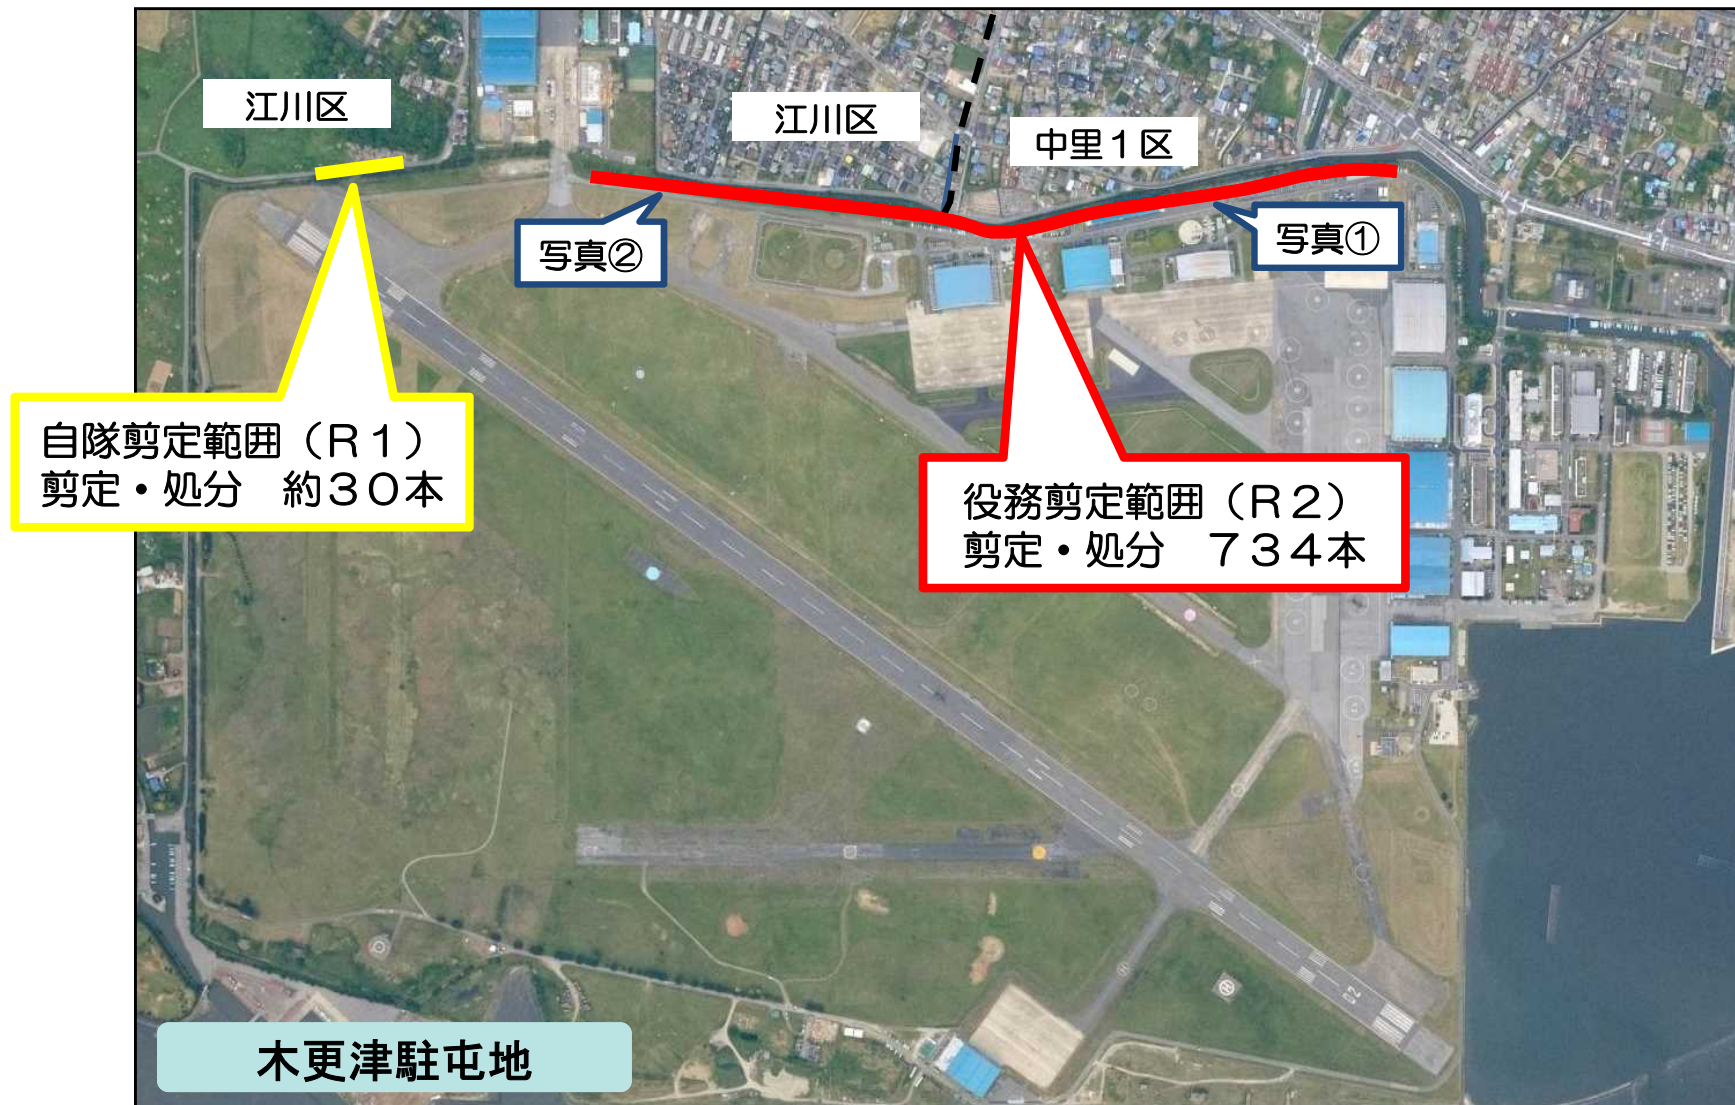 江川区
江川区
中里１区
写真②
写真①
自隊剪定範囲（Ｒ１）
剪定・処分　約３０本
役務剪定範囲（Ｒ２）
剪定・処分　７３４本
木更津駐屯地